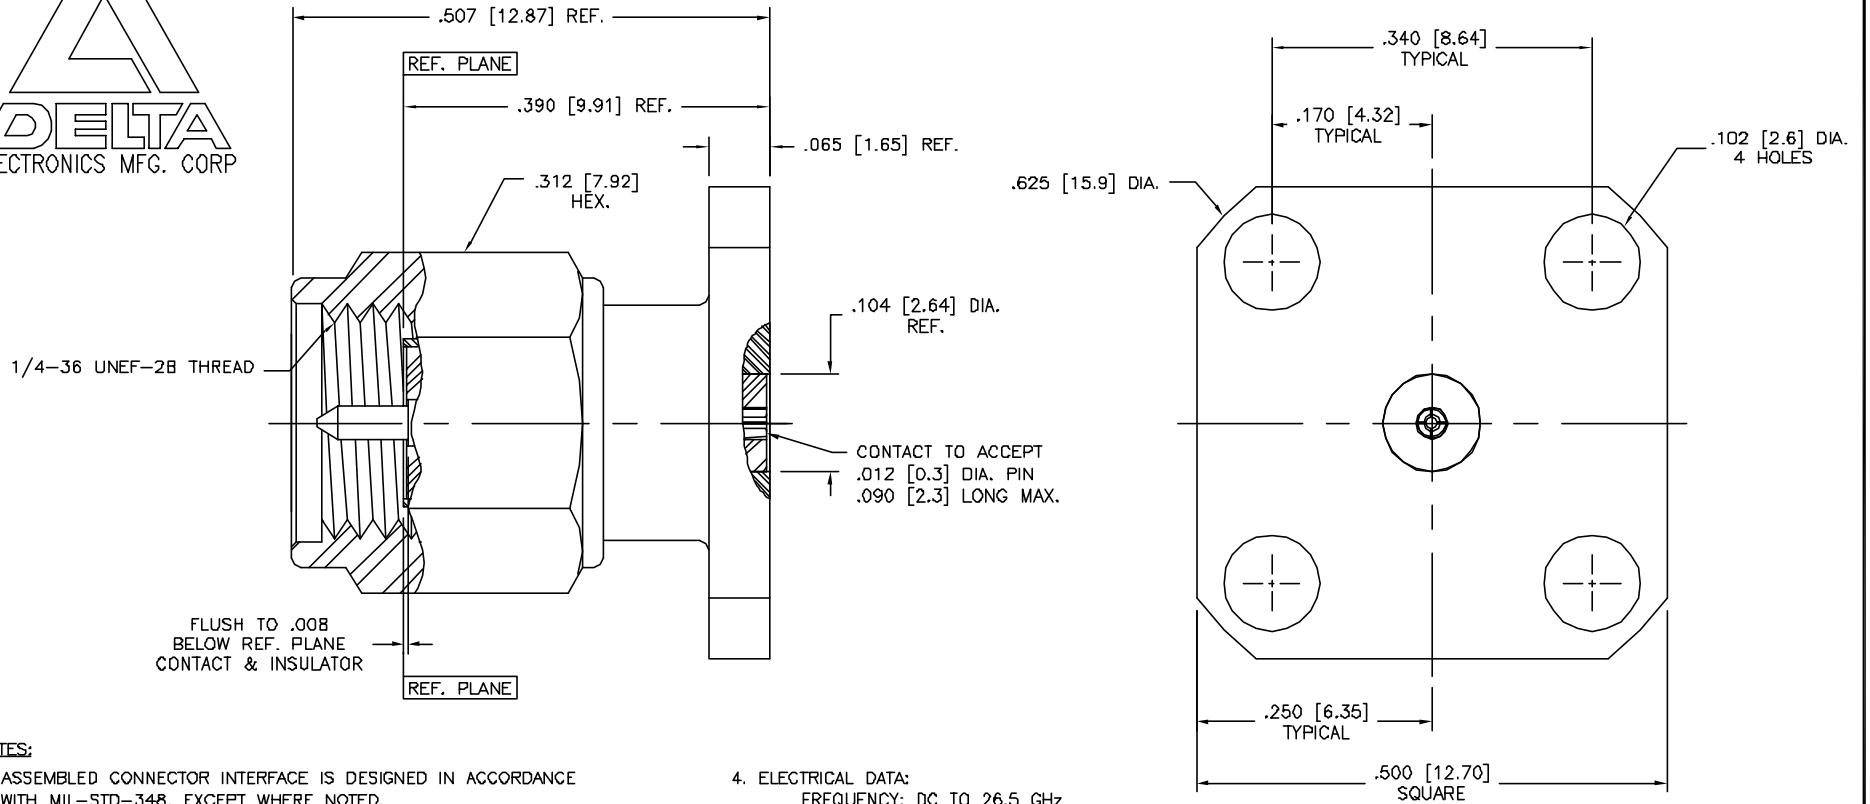 DELTA
ECTRONICS MFG. CORP
.507 [12.87] REF.
REF. PLANE
.390 [9.91] REF.
.065 [1.65] REF.
.312 [7.92]
HEX.
1/4-36 UNEF-2B THREAD
.104 [2.64] DIA.
REF.
CONTACT TO ACCEPT
.012 [0.3] DIA. PIN
.090 [2.3] LONG MAX.
FLUSH TO .008
BELOW REF. PLANE
CONTACT & INSULATOR
REF. PLANE
.340 [8.64]
TYPICAL
.170 [4.32]
TYPICAL
.102 [2.6] DIA.
4 HOLES
.625 [15.9] DIA.
.250 [6.35]
TYPICAL
.500 [12.70]
SQUARE
TES:
ASSEMBLED CONNECTOR INTERFACE IS DESIGNED IN ACCORDANCE
WITH MIL-STD-348, EXCEPT WHERE NOTED.
4. ELECTRICAL DATA:
FREQUENCY: DC TO 26.5 GHz